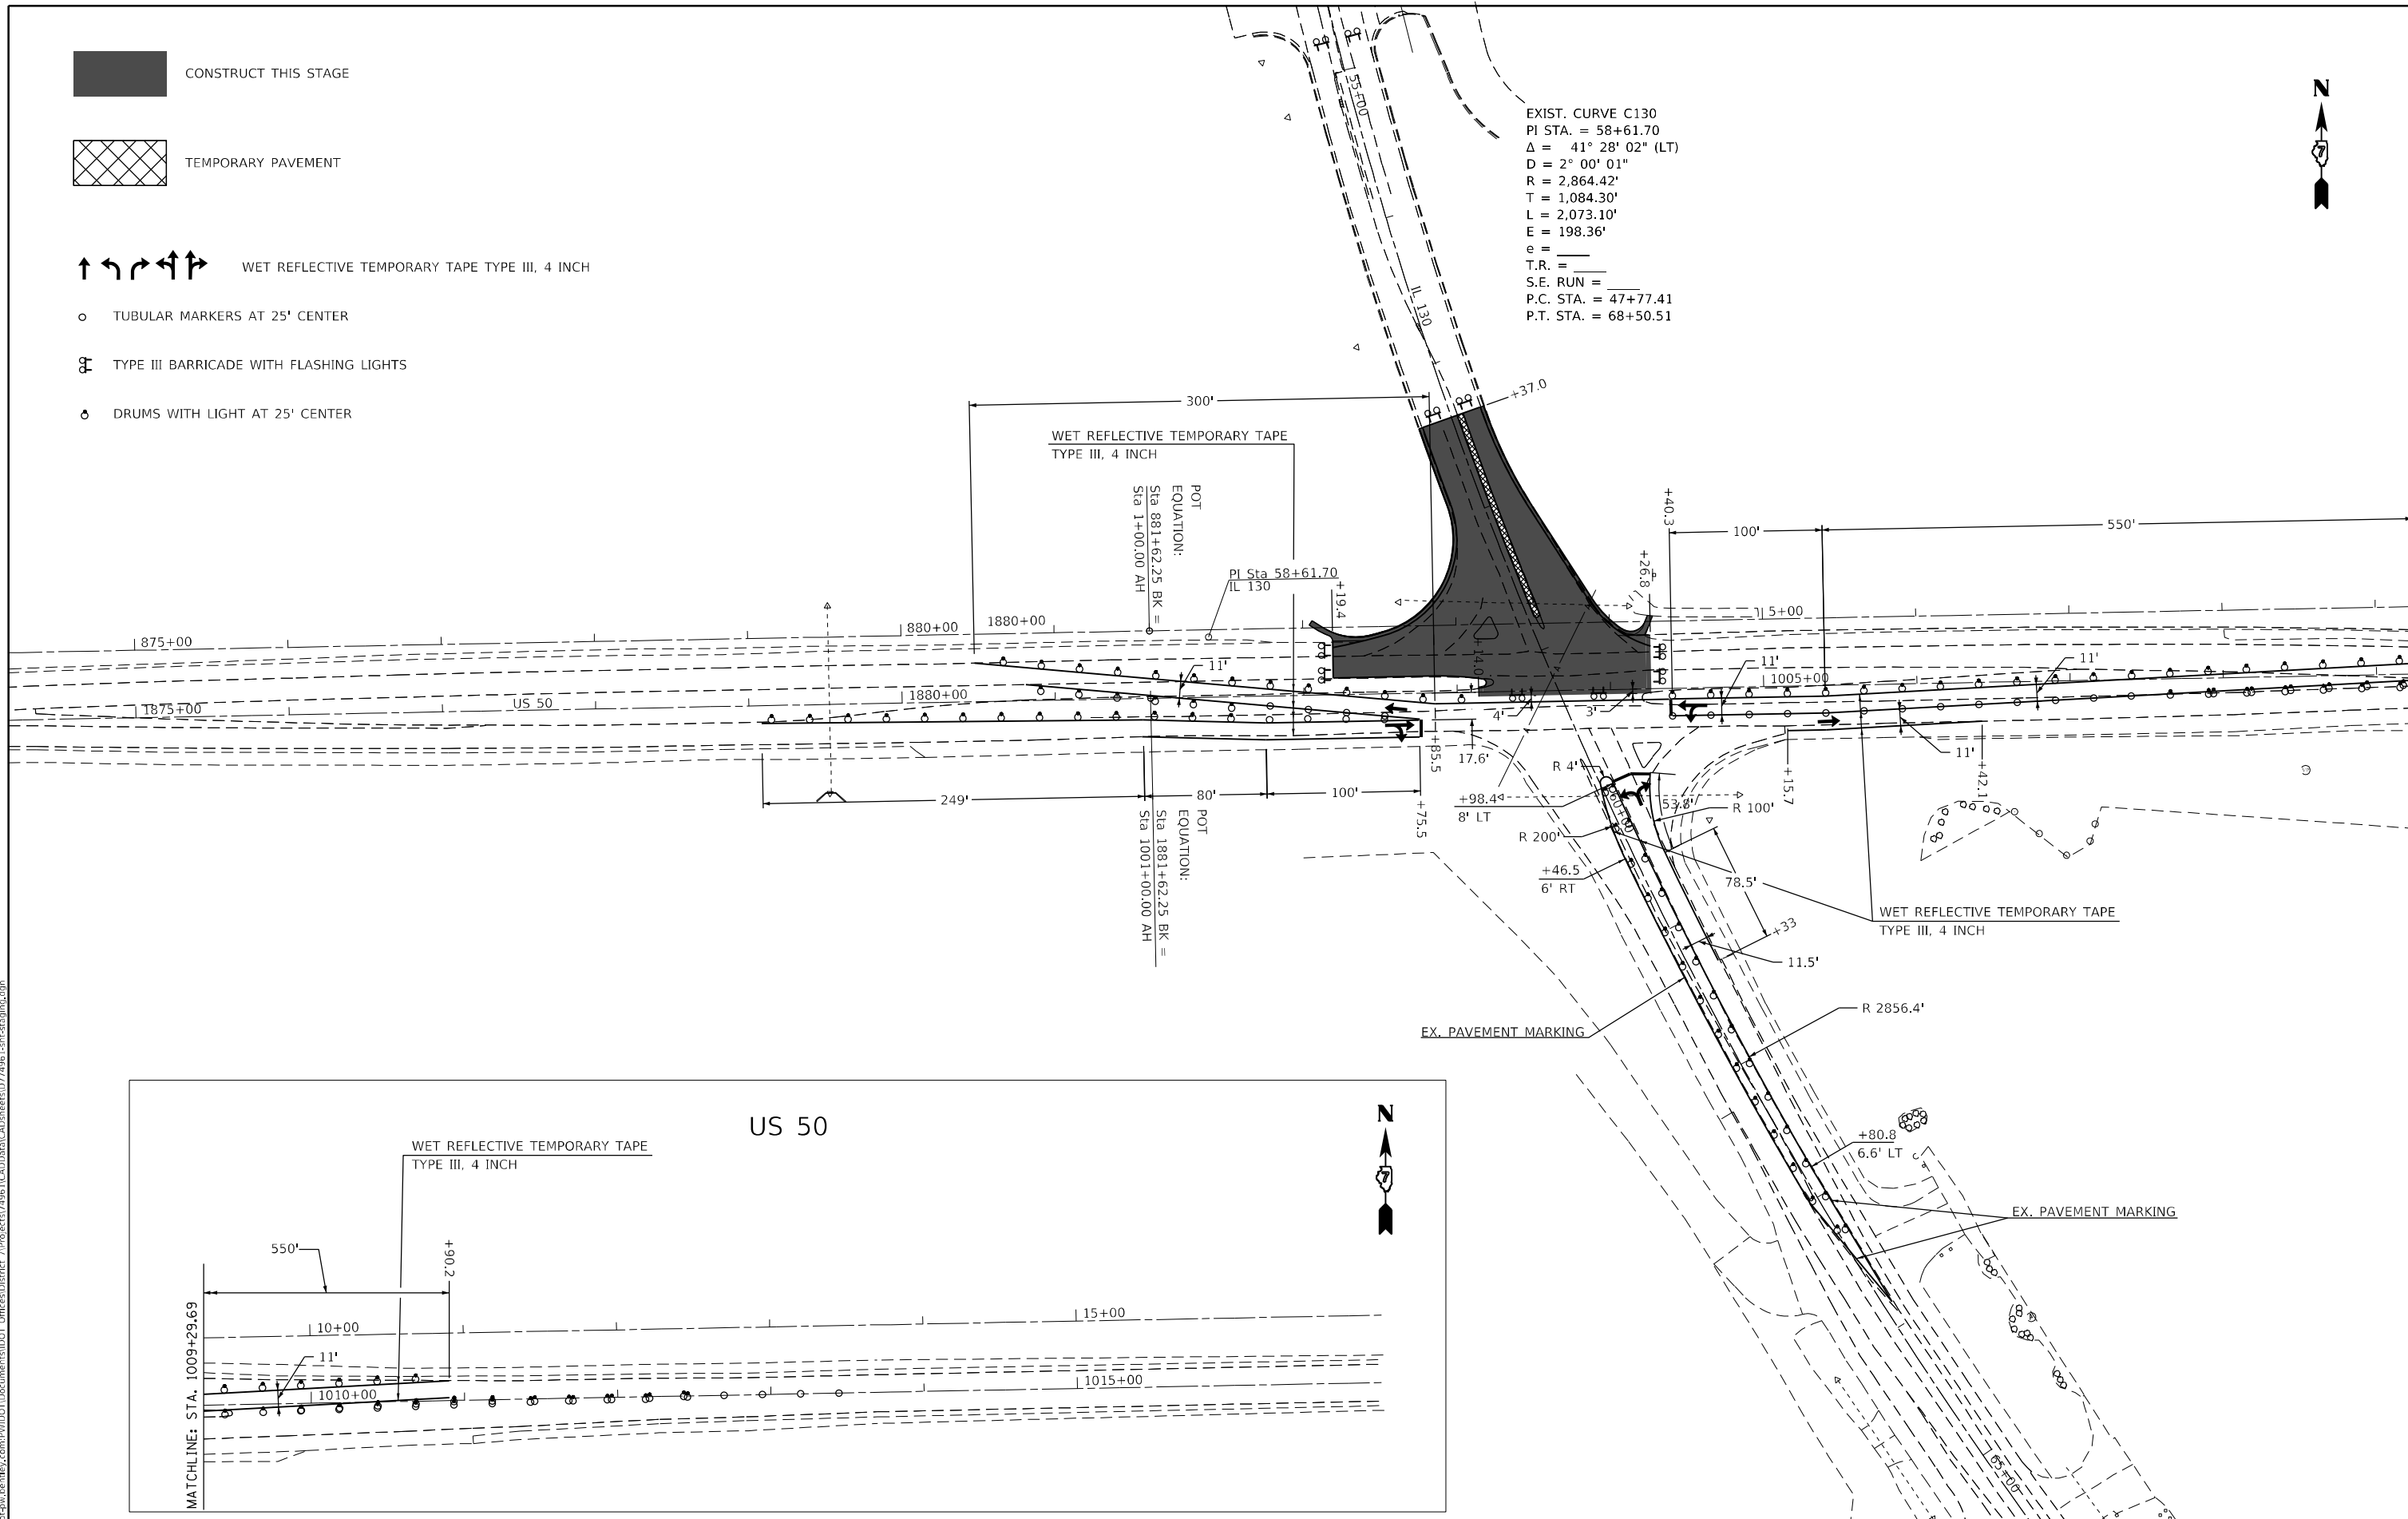 CONSTRUCT THIS STAGE
TEMPORARY PAVEMENT
WET REFLECTIVE TEMPORARY TAPE TYPE III, 4 INCH
TUBULAR MARKERS AT 25' CENTER
TYPE III BARRICADE WITH FLASHING LIGHTS
DRUMS WITH LIGHT AT 25' CENTER
N
7
EXIST. CURVE C130
PI STA. = 58+61.70
Δ = 41° 28' 02" (LT)
D = 2° 00' 01"
R = 2,864.42'
T = 1,084.30'
L = 2,073.10'
E = 198.36'
e = ____
T.R. = ____
S.E. RUN = ____
P.C. STA. = 47+77.41
P.T. STA. = 68+50.51
55+00
IL 130
+37.0
300'
WET REFLECTIVE TEMPORARY TAPE
TYPE III, 4 INCH
POT
EQUATION:
Sta 881+62.25 BK =
Sta 1+00.00 AH
PI Sta 58+61.70
IL 130
+19.4
+14.0
+26.8
+40.3
100'
550'
875+00
880+00
1880+00
5+00
1875+00
US 50
1880+00
1005+00
11'
11'
11'
11'
4'
3'
17.6'
+85.5
+75.5
249'
80'
100'
POT
EQUATION:
Sta 1881+62.25 BK =
Sta 1001+00.00 AH
R 4'
+98.4
8' LT
60+00
53.8'
R 100'
R 200'
+46.5
6' RT
78.5'
+33
11.5'
+15.7
+42.1
WET REFLECTIVE TEMPORARY TAPE
TYPE III, 4 INCH
R 2856.4'
EX. PAVEMENT MARKING
+80.8
6.6' LT
EX. PAVEMENT MARKING
65+00
US 50
N
7
WET REFLECTIVE TEMPORARY TAPE
TYPE III, 4 INCH
550'
+90.2
MATCHLINE: STA. 1009+29.69
10+00
15+00
11'
1010+00
1015+00